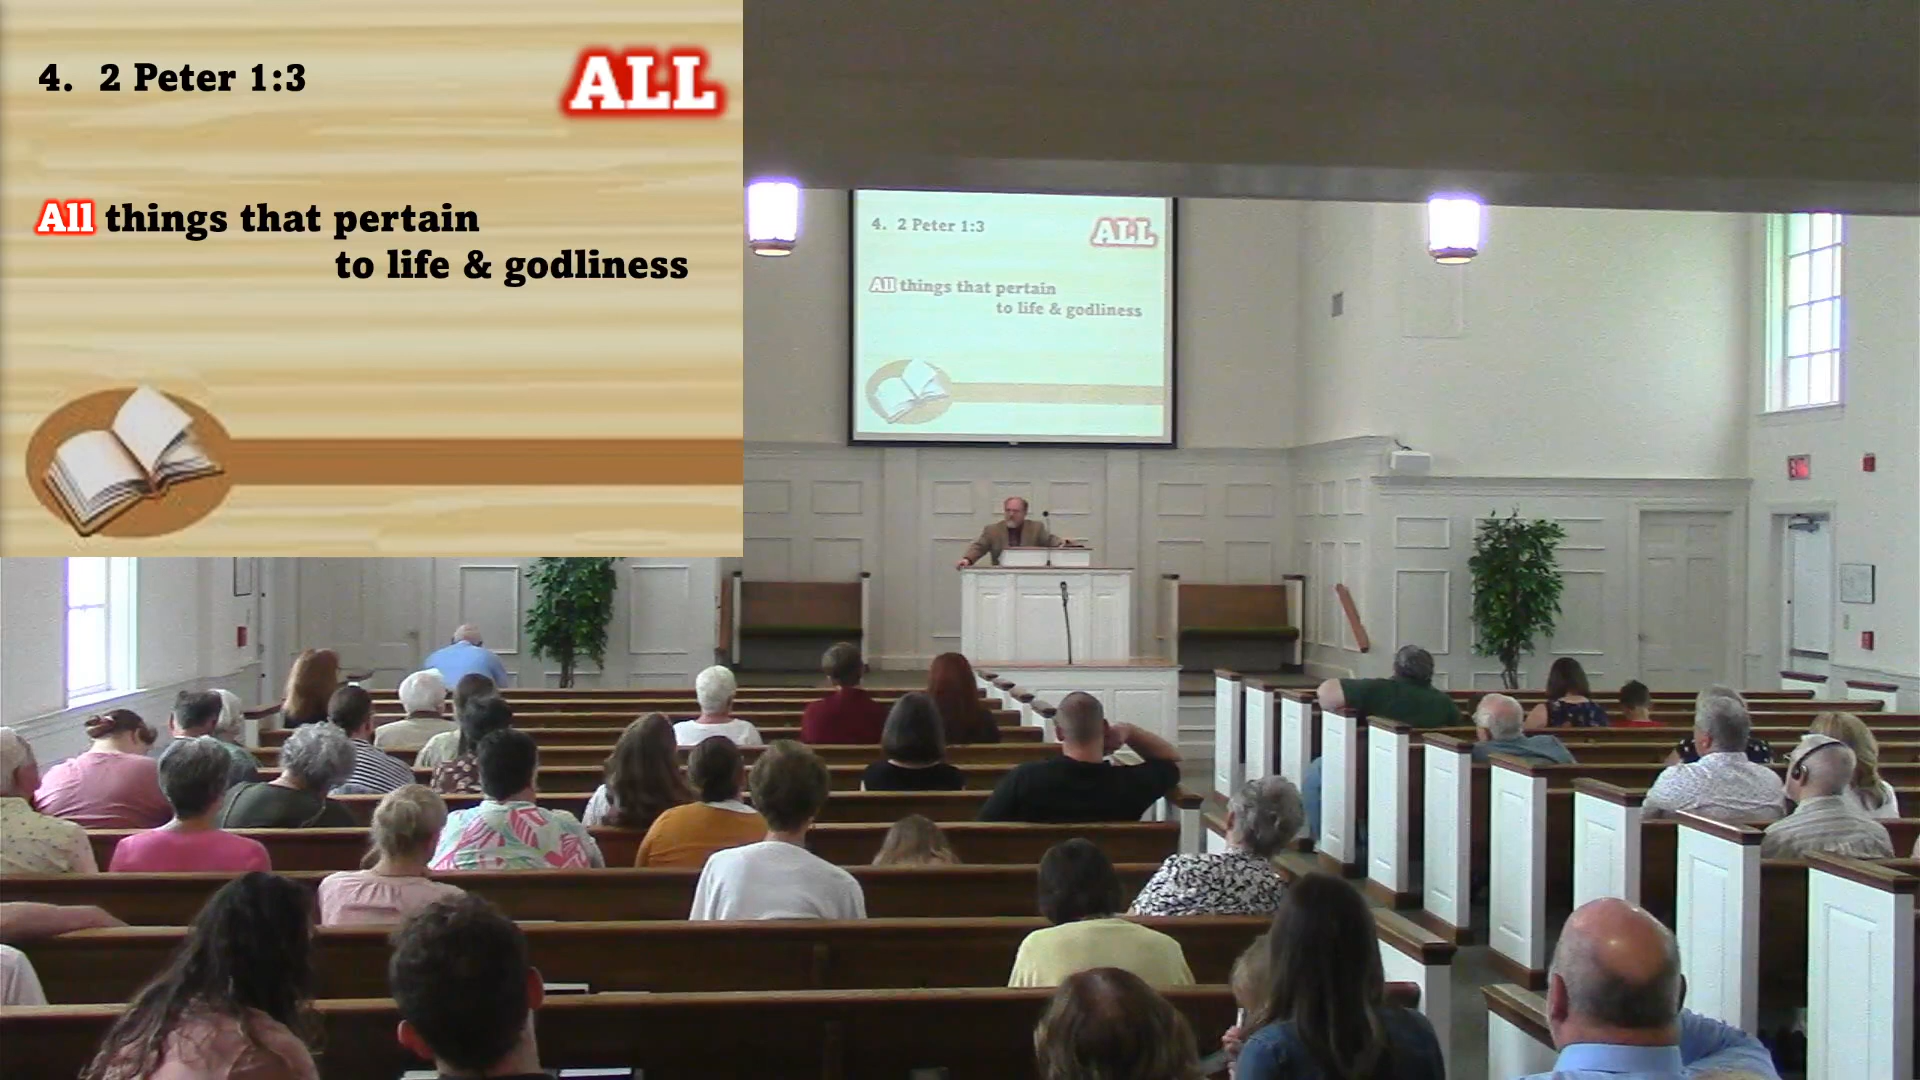 4. 2 Peter 1:3
ALL
All things that pertain
to life & godliness
4. 2 Peter 1:3
ALL
All things that pertain
to life & godliness